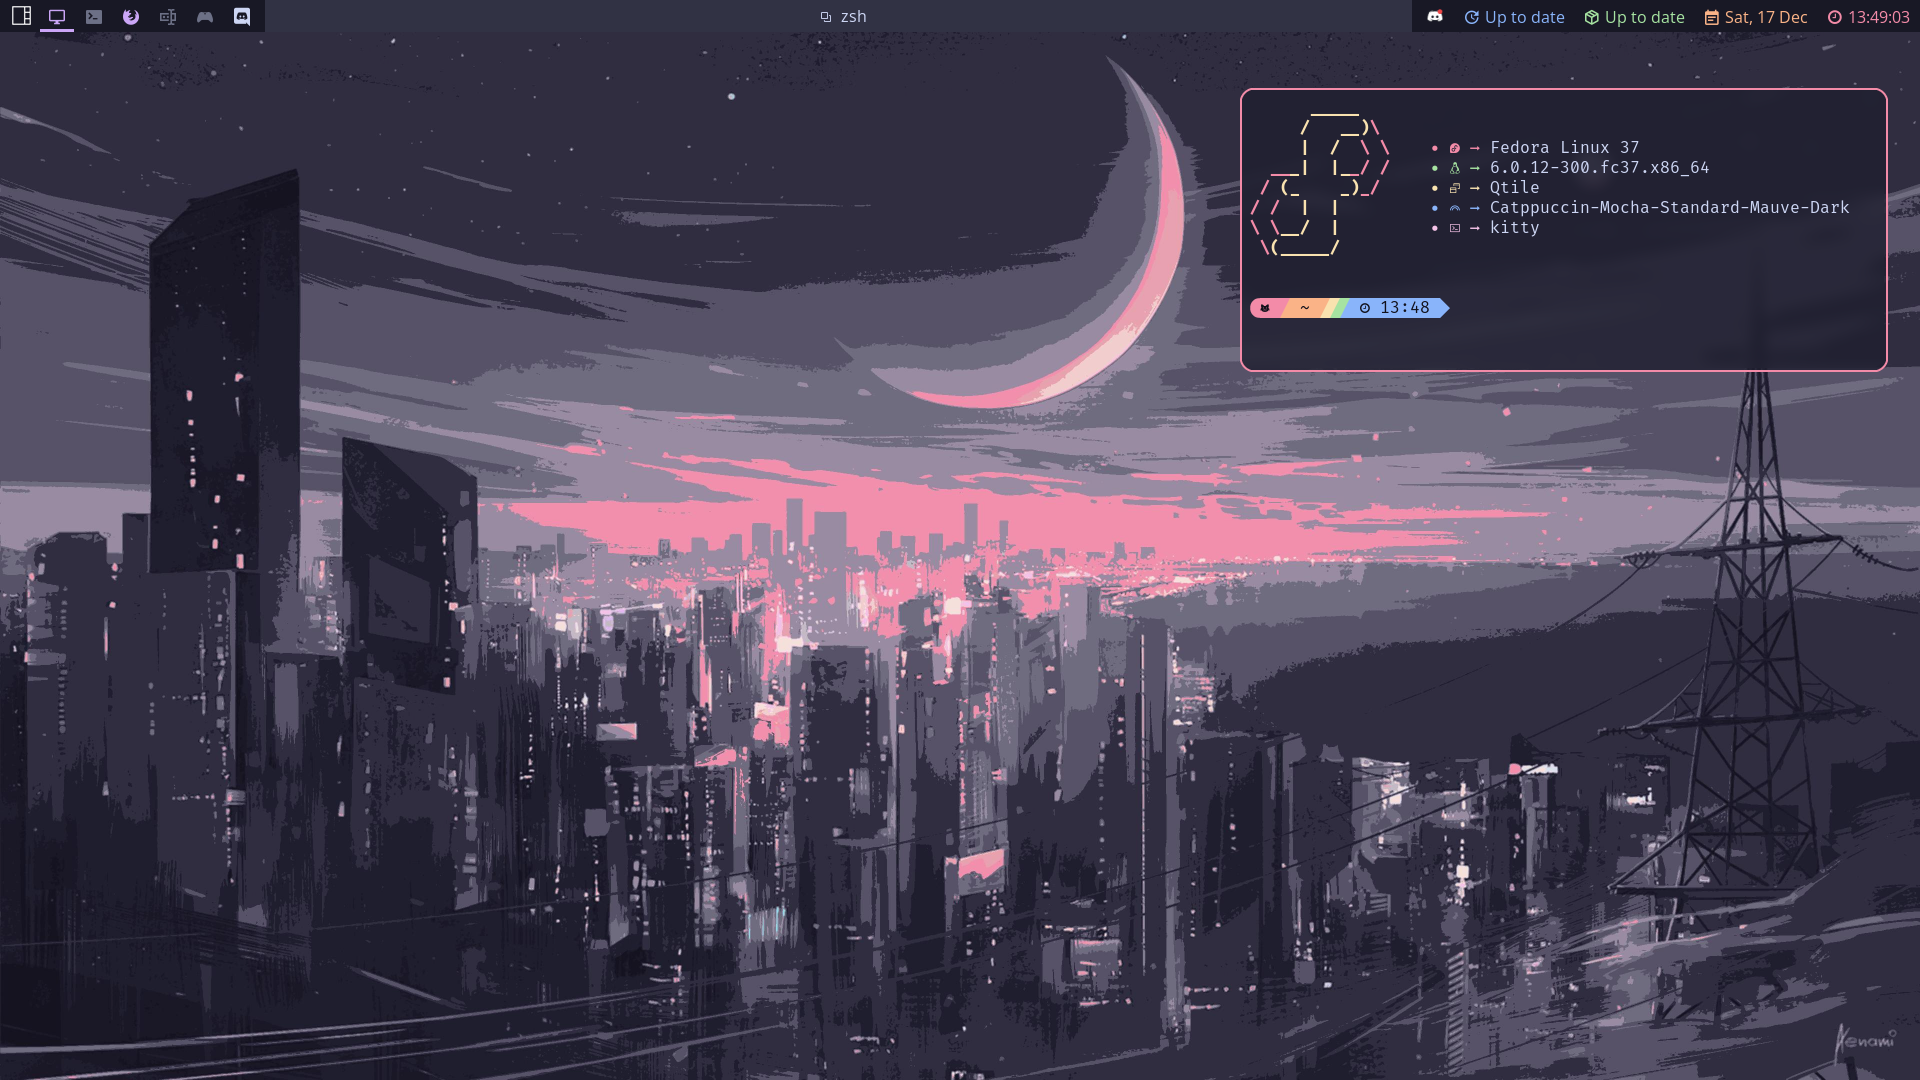 zsh
Up to date
Up to date
Sat, 17 Dec
13:49:03
Fedora Linux 37
6.0.12-300.fc37.x86_64
Qtile
Catppuccin-Mocha-Standard-Mauve-Dark
kitty
~ 13:48
Kenami